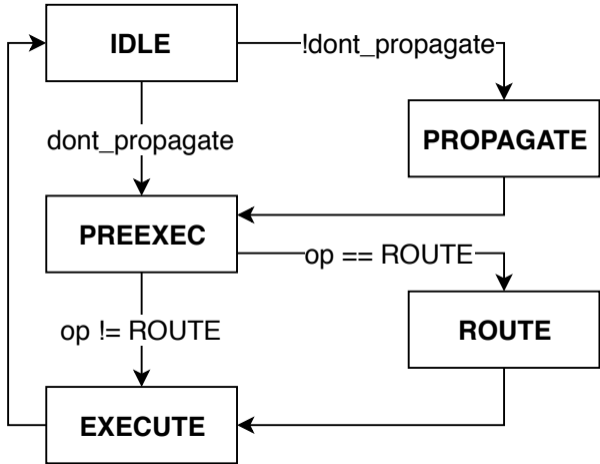 IDLE
!dont_propagate
dont_propagate
PROPAGATE
PREEXEC
op == ROUTE
op != ROUTE
ROUTE
EXECUTE